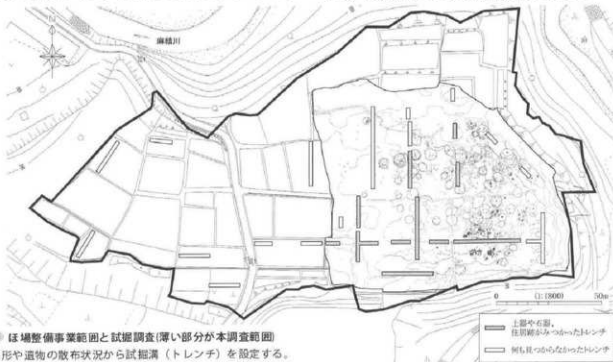 麻績川
N
0 (1:1800) 50m
土器や石器、
住居跡がみつかったトレンチ
何も見つからなかったトレンチ
ほ場整備事業範囲と試掘調査(薄い部分が本調査範囲)
形や遺物の散布状況から試掘溝(トレンチ)を設定する。